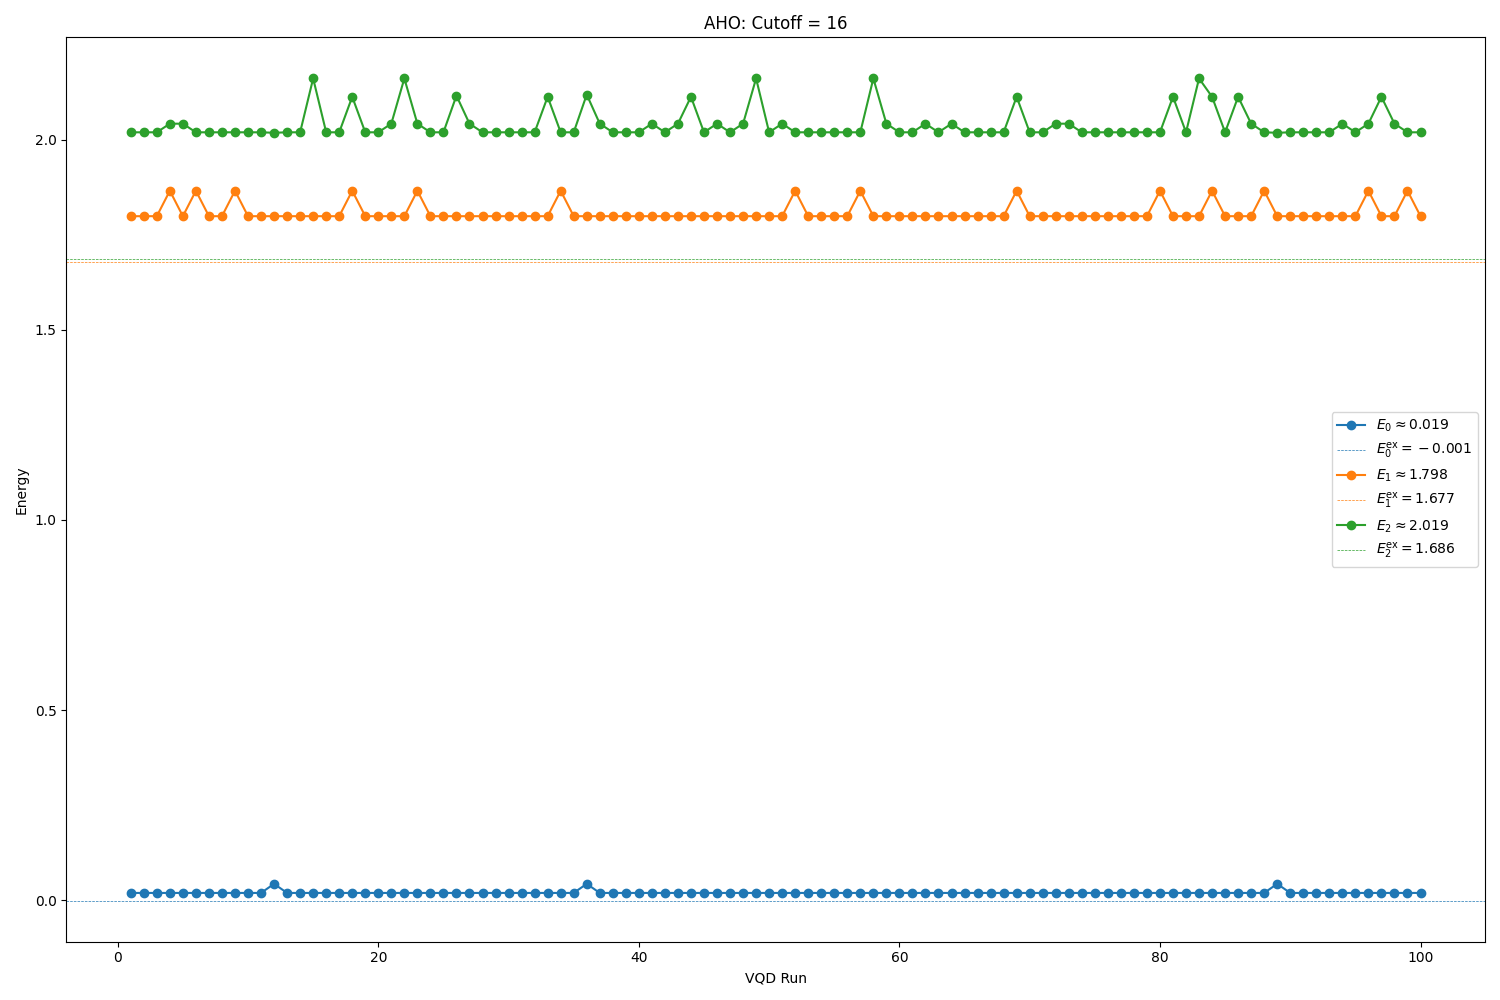 AHO: Cutoff = 16
Energy
2.0
1.5
1.0
0.5
0.0
0
20
40
60
80
100
VQD Run
E₀ ≈ 0.019
E₀ᵉˣ = −0.001
E₁ ≈ 1.798
E₁ᵉˣ = 1.677
E₂ ≈ 2.019
E₂ᵉˣ = 1.686